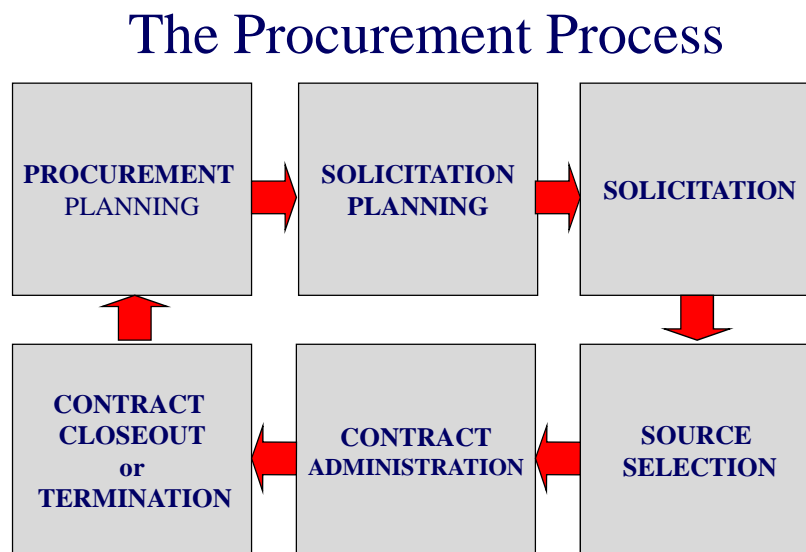 The Procurement Process
PROCUREMENT
PLANNING
SOLICITATION
PLANNING
SOLICITATION
CONTRACT
CLOSEOUT
or
TERMINATION
CONTRACT
ADMINISTRATION
SOURCE
SELECTION